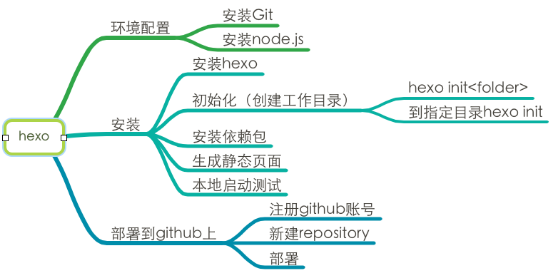 hexo
环境配置
安装Git
安装node.js
安装
安装hexo
初始化（创建工作目录）
hexo init<folder>
到指定目录hexo init
安装依赖包
生成静态页面
本地启动测试
部署到github上
注册github账号
新建repository
部署